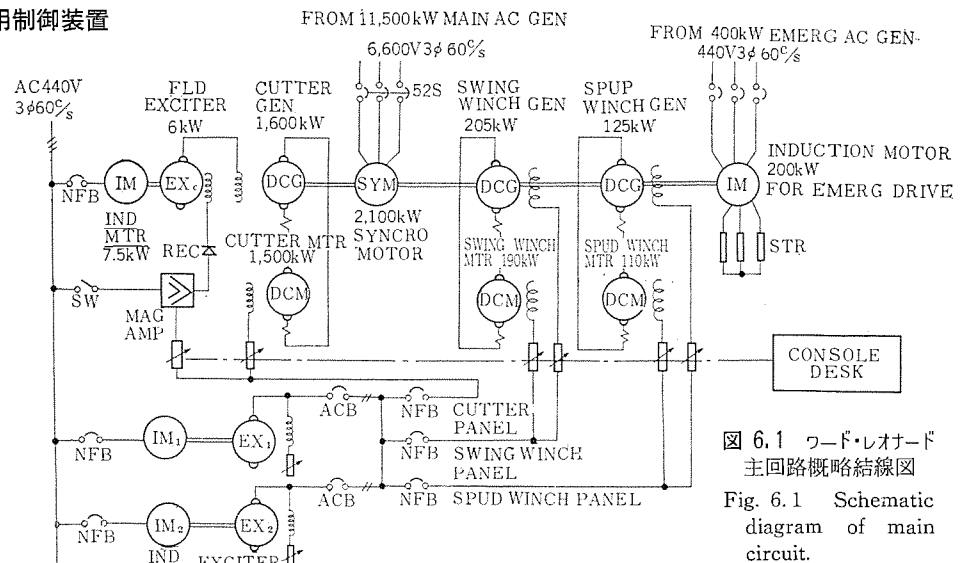 用制御装置
FROM 11,500kW MAIN AC GEN
6,600V3φ 60c/s
FROM 400kW EMERG AC GEN-
440V3φ 60c/s
AC440V
3φ60c/s
FLD
EXCITER
6kW
CUTTER
GEN
1,600kW
52S
SWING
WINCH GEN
205kW
SPUP
WINCH GEN
125kW
INDUCTION MOTOR
200kW
FOR EMERG DRIVE
NFB
IM
EXc
DCG
SYM
DCG
DCG
IM
IND
MTR
7.5kW
REC
CUTTER MTR
1,500kW
2,100kW
SYNCRO
MOTOR
SWING WINCH
MTR 190kW
SPUD WINCH
MTR 110kW
STR
SW
MAG
AMP
DCM
DCM
DCM
CONSOLE
DESK
ACB
NFB
CUTTER
PANEL
NFB
IM₁
EX₁
NFB
SWING WINCH
PANEL
ACB
NFB
SPUD WINCH PANEL
NFB
IM₂
EX₂
IND
EXCITER
図 6.1 ワード・レオナード
主回路概略結線図
Fig. 6.1 Schematic
diagram of main
circuit.